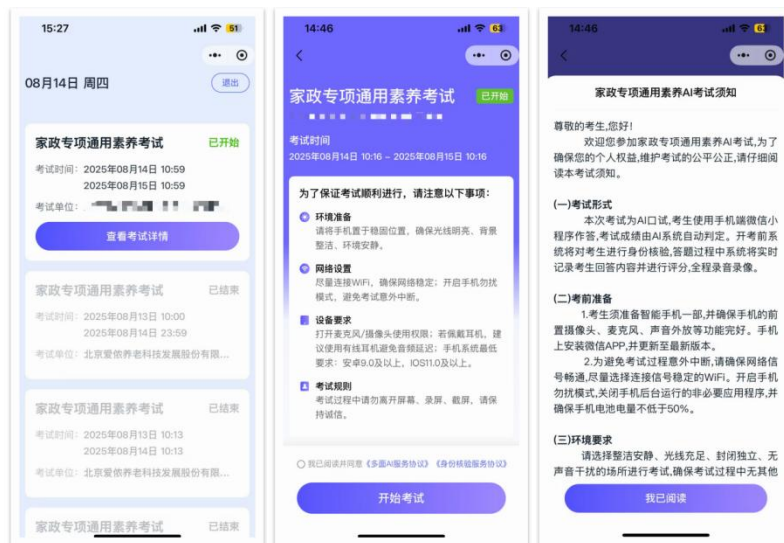 15:27
51
08月14日 周四
退出
家政专项通用素养考试
已开始
考试时间：2025年08月14日 10:59
2025年08月15日 10:59
考试单位：
查看考试详情
家政专项通用素养考试
已结束
考试时间：2025年08月13日 10:00
2025年08月14日 23:59
考试单位：北京爱侬养老科技发展股份有限...
家政专项通用素养考试
已结束
考试时间：2025年08月13日 10:13
2025年08月14日 10:13
考试单位：北京爱侬养老科技发展股份有限...
家政专项通用素养考试
已结束
14:46
63
家政专项通用素养考试
已开始
考试时间
2025年08月14日 10:16 - 2025年08月15日 10:16
为了保证考试顺利进行，请注意以下事项：
环境准备
请将手机置于稳固位置，确保光线明亮、背景
整洁、环境安静。
网络设置
尽量连接WiFi，确保网络稳定；开启手机勿扰
模式，避免考试意外中断。
设备要求
打开麦克风/摄像头使用权限；若佩戴耳机，建
议使用有线耳机避免音频延迟；手机系统最低
要求：安卓9.0及以上，IOS11.0及以上。
考试规则
考试过程中请勿离开屏幕、录屏、截屏，请保
持诚信。
我已阅读并同意《多面AI服务协议》《身份核验服务协议》
开始考试
14:46
63
家政专项通用素养AI考试须知
尊敬的考生,您好!
欢迎您参加家政专项通用素养AI考试,为了
确保您的个人权益,维护考试的公平公正,请仔细阅
读本考试须知。
(一)考试形式
本次考试为AI口试,考生使用手机端微信小
程序作答,考试成绩由AI系统自动判定。开考前系
统将对考生进行身份核验,答题过程中系统将实时
记录考生回答内容并进行评分,全程录音录像。
(二)考前准备
1.考生须准备智能手机一部,并确保手机的前
置摄像头、麦克风、声音外放等功能完好。手机
上安装微信APP,并更新至最新版本。
2.为避免考试过程意外中断,请确保网络信
号畅通,尽量选择连接信号稳定的WiFi。开启手机
勿扰模式,关闭手机后台运行的非必要应用程序,并
确保手机电池电量不低于50%。
(三)环境要求
请选择整洁安静、光线充足、封闭独立、无
声音干扰的场所进行考试,确保考试过程中无其他
我已阅读